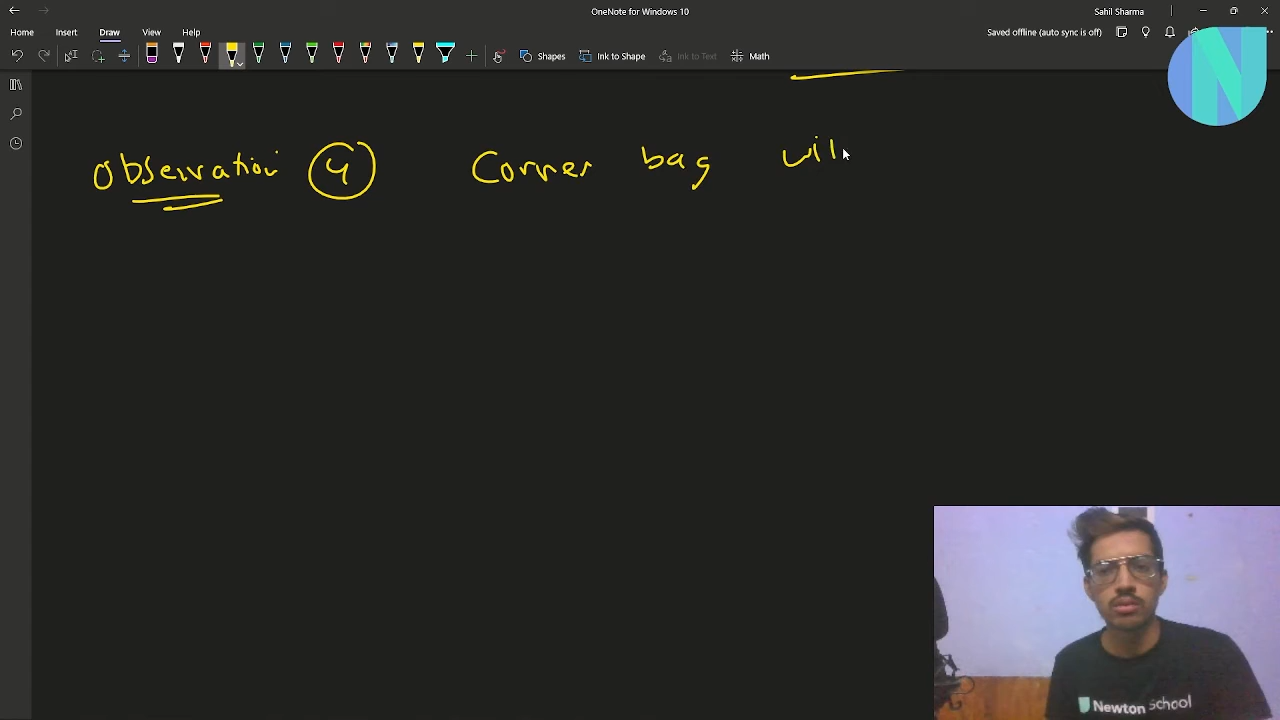 OneNote for Windows 10
Sahil Sharma
Home Insert Draw View Help
Saved offline (auto sync is off)
Shapes Ink to Shape Ink to Text Math
Observation 4 Corner bag wil
Newton School